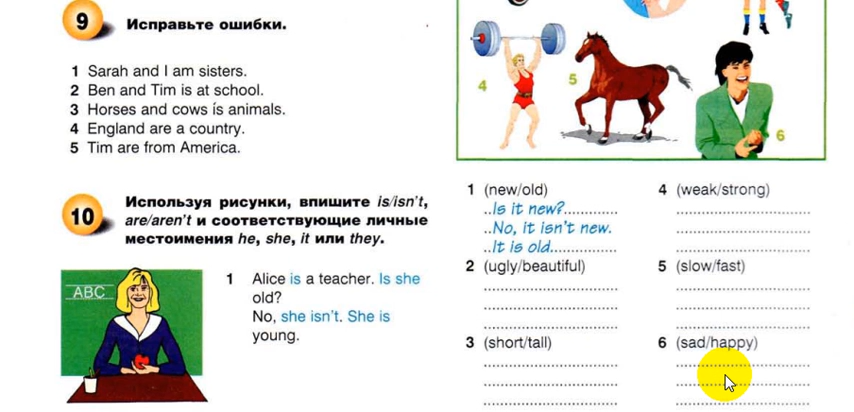 9 Исправьте ошибки.
1 Sarah and I am sisters.
2 Ben and Tim is at school.
3 Horses and cows ís animals.
4 England are a country.
5 Tim are from America.
10 Используя рисунки, впишите is/isn't,
are/aren't и соответствующие личные
местоимения he, she, it или they.
ABC
1 Alice is a teacher. Is she
old?
No, she isn't. She is
young.
4
5
6
1 (new/old)
..Is it new?............
..No, it isn't new.
..It is old...............
2 (ugly/beautiful)
3 (short/tall)
4 (weak/strong)
5 (slow/fast)
6 (sad/happy)